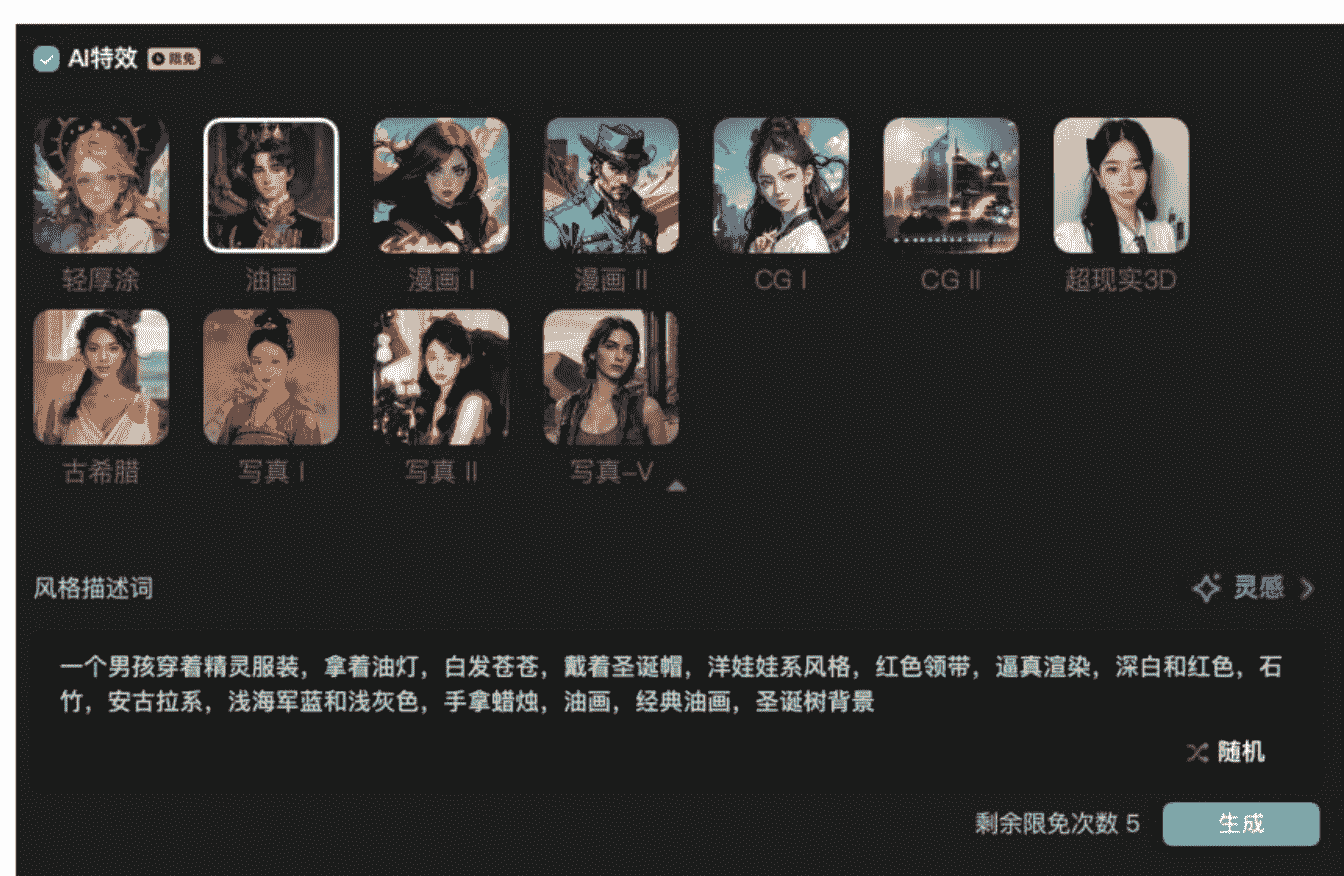 AI特效 限免
轻厚涂 油画 漫画 I 漫画 II CG I CG II 超现实3D
古希腊 写真 I 写真 II 写真-V
风格描述词 灵感
一个男孩穿着精灵服装，拿着油灯，白发苍苍，戴着圣诞帽，洋娃娃系风格，红色领带，逼真渲染，深白和红色，石
竹，安古拉系，浅海军蓝和浅灰色，手拿蜡烛，油画，经典油画，圣诞树背景
随机
剩余限免次数 5 生成